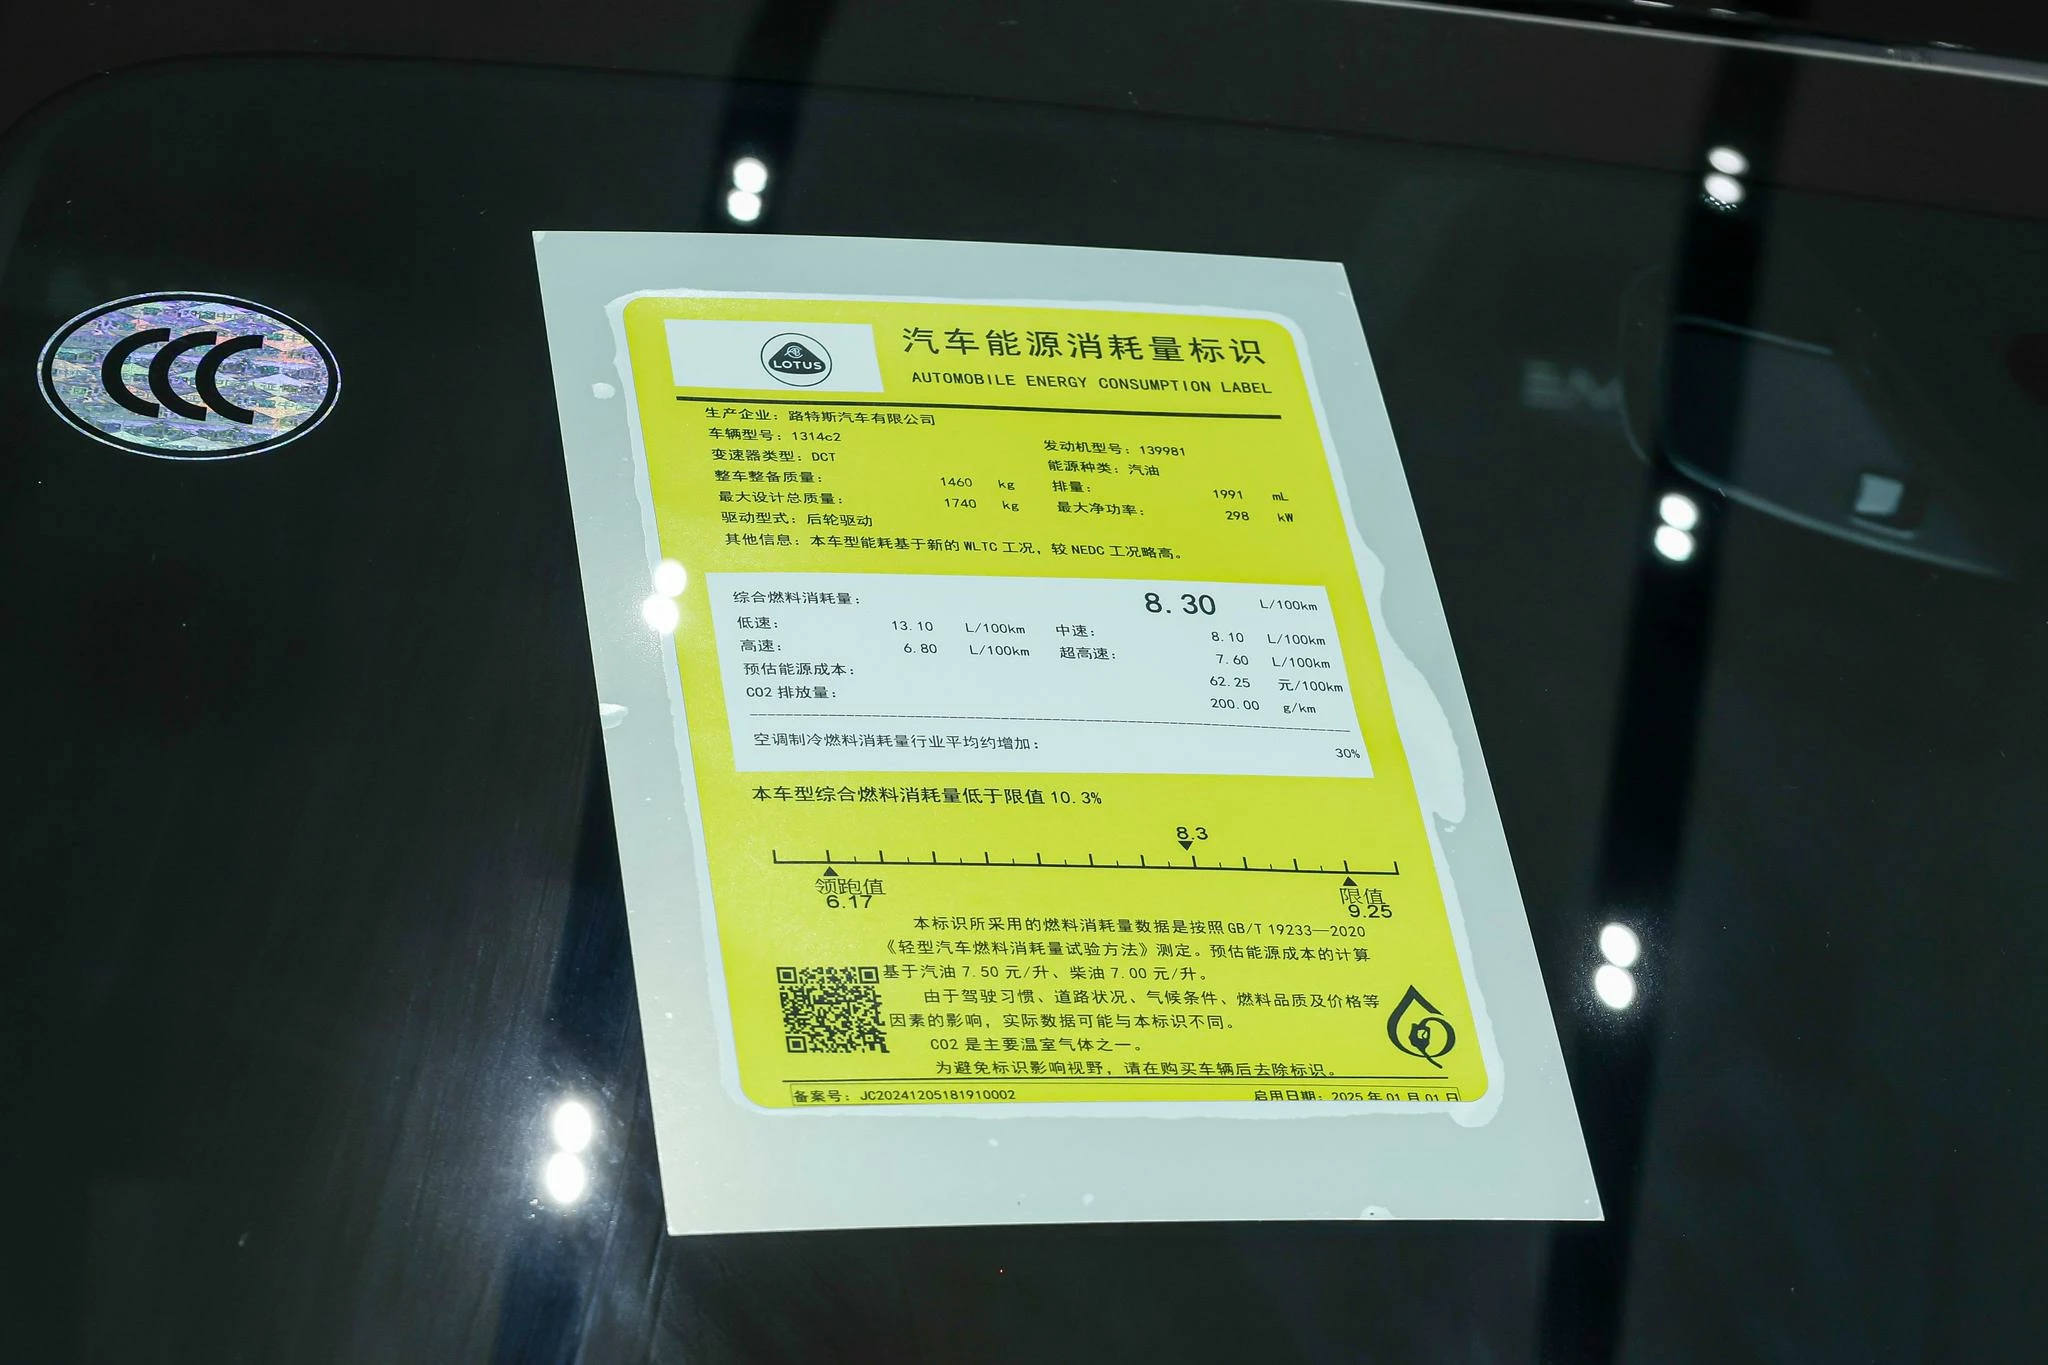 CCC
LOTUS
汽车能源消耗量标识
AUTOMOBILE ENERGY CONSUMPTION LABEL
生产企业：路特斯汽车有限公司
车辆型号：1314c2 发动机型号：139981
变速器类型：DCT 能源种类：汽油
整车整备质量： 1460 kg 排量： 1991 mL
最大设计总质量： 1740 kg 最大净功率： 298 kW
驱动型式：后轮驱动
其他信息：本车型能耗基于新的 WLTC 工况，较 NEDC 工况略高。
综合燃料消耗量： 8.30 L/100km
低速： 13.10 L/100km 中速： 8.10 L/100km
高速： 6.80 L/100km 超高速： 7.60 L/100km
预估能源成本： 62.25 元/100km
CO2 排放量： 200.00 g/km
空调制冷燃料消耗量行业平均约增加： 30%
本车型综合燃料消耗量低于限值 10.3%
8.3
领跑值 限值
6.17 9.25
本标识所采用的燃料消耗量数据是按照 GB/T 19233—2020
《轻型汽车燃料消耗量试验方法》测定。预估能源成本的计算
基于汽油 7.50 元/升、柴油 7.00 元/升。
由于驾驶习惯、道路状况、气候条件、燃料品质及价格等
因素的影响，实际数据可能与本标识不同。
CO2 是主要温室气体之一。
为避免标识影响视野，请在购买车辆后去除标识。
备案号：JC20241205181910002 启用日期：2025 年 01 月 01 日